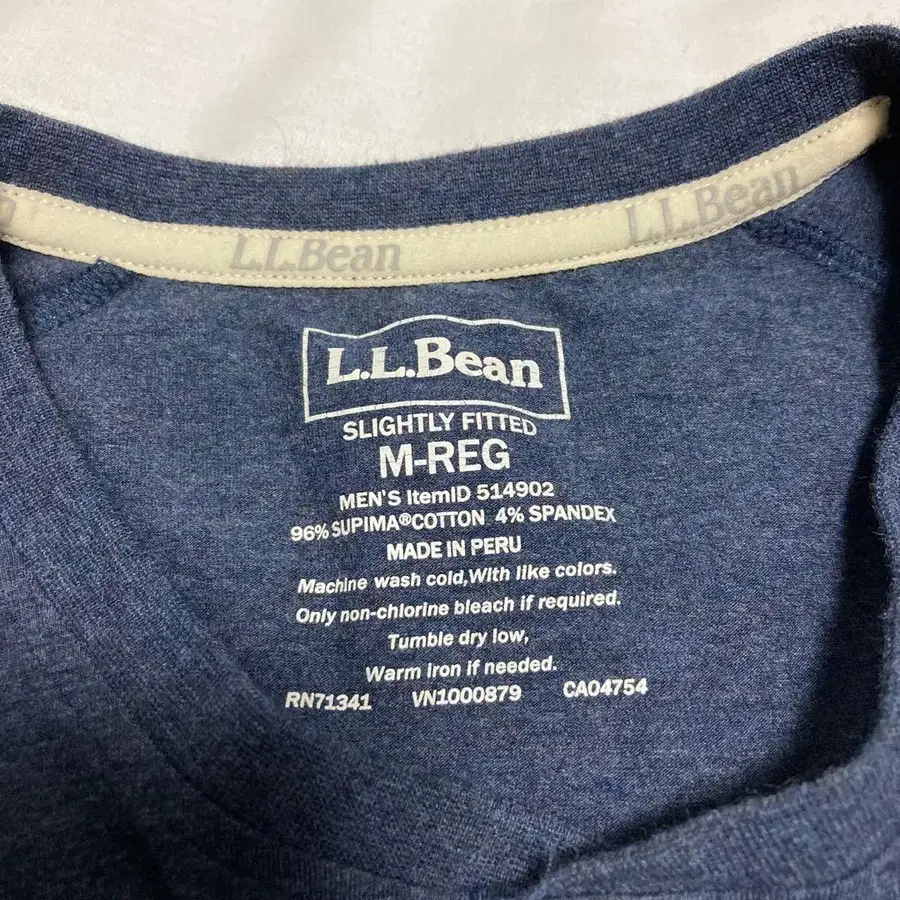 L.L.Bean
L.L.Bean
L.L.Bean
SLIGHTLY FITTED
M-REG
MEN'S ItemID 514902
96% SUPIMA®COTTON 4% SPANDEX
MADE IN PERU
Machine wash cold,With like colors.
Only non-chlorine bleach if required.
Tumble dry low,
Warm iron if needed.
RN71341 VN1000879 CA04754